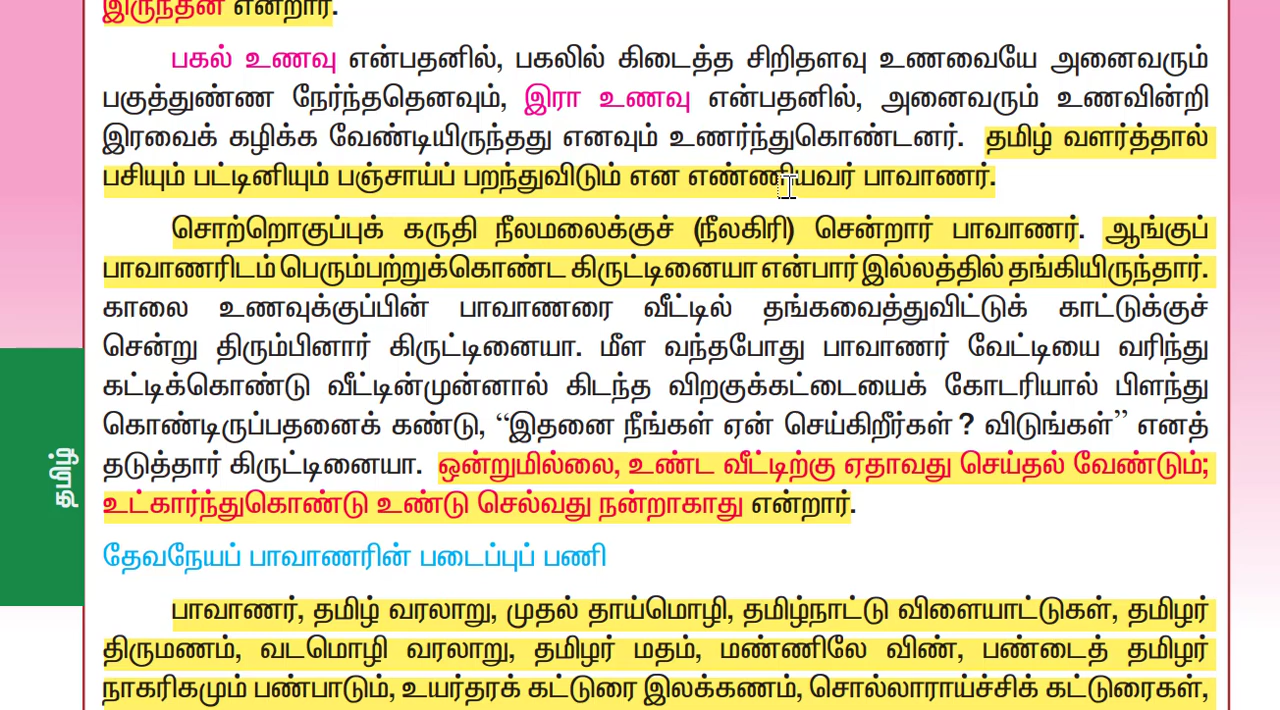 இருந்தன் என்றார்.
பகல் உணவு என்பதனில், பகலில் கிடைத்த சிறிதளவு உணவையே அனைவரும்
பகுத்துண்ண நேர்ந்ததெனவும், இரா உணவு என்பதனில், அனைவரும் உணவின்றி
இரவைக் கழிக்க வேண்டியிருந்தது எனவும் உணர்ந்துகொண்டனர். தமிழ் வளர்த்தால்
பசியும் பட்டினியும் பஞ்சாய்ப் பறந்துவிடும் என எண்ணியவர் பாவாணர்.
சொற்றொகுப்புக் கருதி நீலமலைக்குச் (நீலகிரி) சென்றார் பாவாணர். ஆங்குப்
பாவாணரிடம் பெரும்பற்றுக்கொண்ட கிருட்டினையா என்பார் இல்லத்தில் தங்கியிருந்தார்.
காலை உணவுக்குப்பின் பாவாணரை வீட்டில் தங்கவைத்துவிட்டுக் காட்டுக்குச்
சென்று திரும்பினார் கிருட்டினையா. மீள வந்தபோது பாவாணர் வேட்டியை வரிந்து
கட்டிக்கொண்டு வீட்டின்முன்னால் கிடந்த விறகுக்கட்டையைக் கோடரியால் பிளந்து
கொண்டிருப்பதனைக் கண்டு, “இதனை நீங்கள் ஏன் செய்கிறீர்கள்? விடுங்கள்” எனத்
தடுத்தார் கிருட்டினையா. ஒன்றுமில்லை, உண்ட வீட்டிற்கு ஏதாவது செய்தல் வேண்டும்;
உட்கார்ந்துகொண்டு உண்டு செல்வது நன்றாகாது என்றார்.
தமிழ்
தேவநேயப் பாவாணரின் படைப்புப் பணி
பாவாணர், தமிழ் வரலாறு, முதல் தாய்மொழி, தமிழ்நாட்டு விளையாட்டுகள், தமிழர்
திருமணம், வடமொழி வரலாறு, தமிழர் மதம், மண்ணிலே விண், பண்டைத் தமிழர்
நாகரிகமும் பண்பாடும், உயர்தரக் கட்டுரை இலக்கணம், சொல்லாராய்ச்சிக் கட்டுரைகள்,